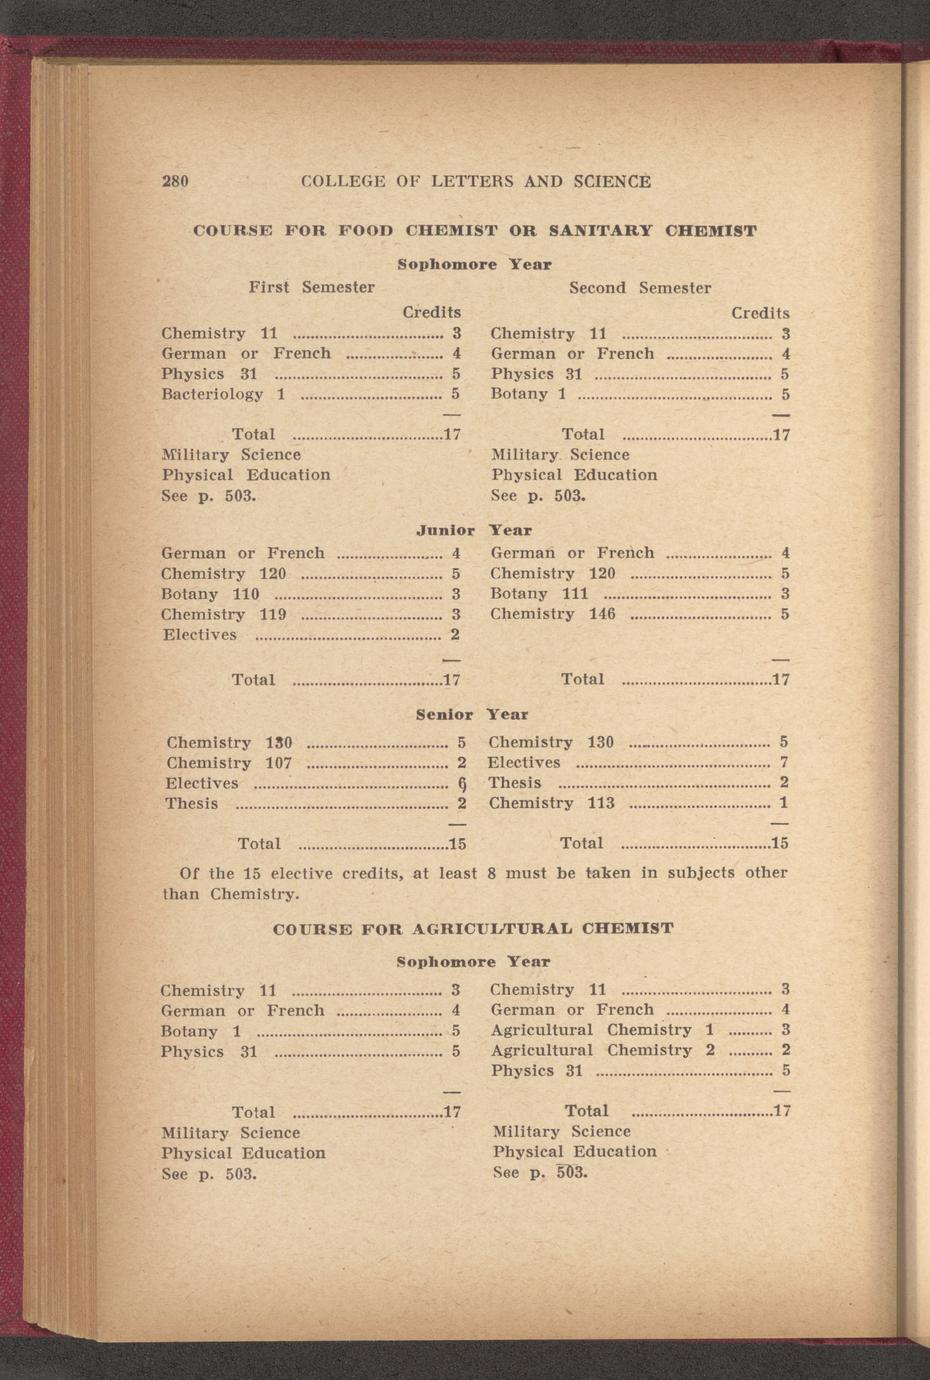 280 COLLEGE OF LETTERS AND SCIENCE
COURSE FOR FOOD CHEMIST OR SANITARY CHEMIST
Sophomore Year
First Semester
Credits
Chemistry 11 .................................. 3
German or French ...................... 4
Physics 31 ...................................... 5
Bacteriology 1 ................................ 5
Total ..................................17
Military Science
Physical Education
See p. 503.
Second Semester
Credits
Chemistry 11 .................................. 3
German or French ........................ 4
Physics 31 ........................................ 5
Botany 1 ............................................ 5
Total ..................................17
Military Science
Physical Education
See p. 503.
Junior Year
German or French ........................ 4
Chemistry 120 ................................ 5
Botany 110 ...................................... 3
Chemistry 119 ................................ 3
Electives .......................................... 2
Total ..................................17
German or French ........................ 4
Chemistry 120 ................................ 5
Botany 111 ...................................... 3
Chemistry 146 ................................ 5
Total ..................................17
Senior Year
Chemistry 130 ................................ 5
Chemistry 107 ................................ 2
Electives ............................................ 6
Thesis ................................................ 2
Total ..................................15
Chemistry 130 ................................ 5
Electives ............................................ 7
Thesis ................................................ 2
Chemistry 113 ................................ 1
Total ..................................15
Of the 15 elective credits, at least 8 must be taken in subjects other
than Chemistry.
COURSE FOR AGRICULTURAL CHEMIST
Sophomore Year
Chemistry 11 .................................. 3
German or French ........................ 4
Botany 1 .......................................... 5
Physics 31 ...................................... 5
Total ..................................17
Military Science
Physical Education
See p. 503.
Chemistry 11 .................................. 3
German or French ........................ 4
Agricultural Chemistry 1 .......... 3
Agricultural Chemistry 2 .......... 2
Physics 31 ........................................ 5
Total ................................17
Military Science
Physical Education
See p. 503.